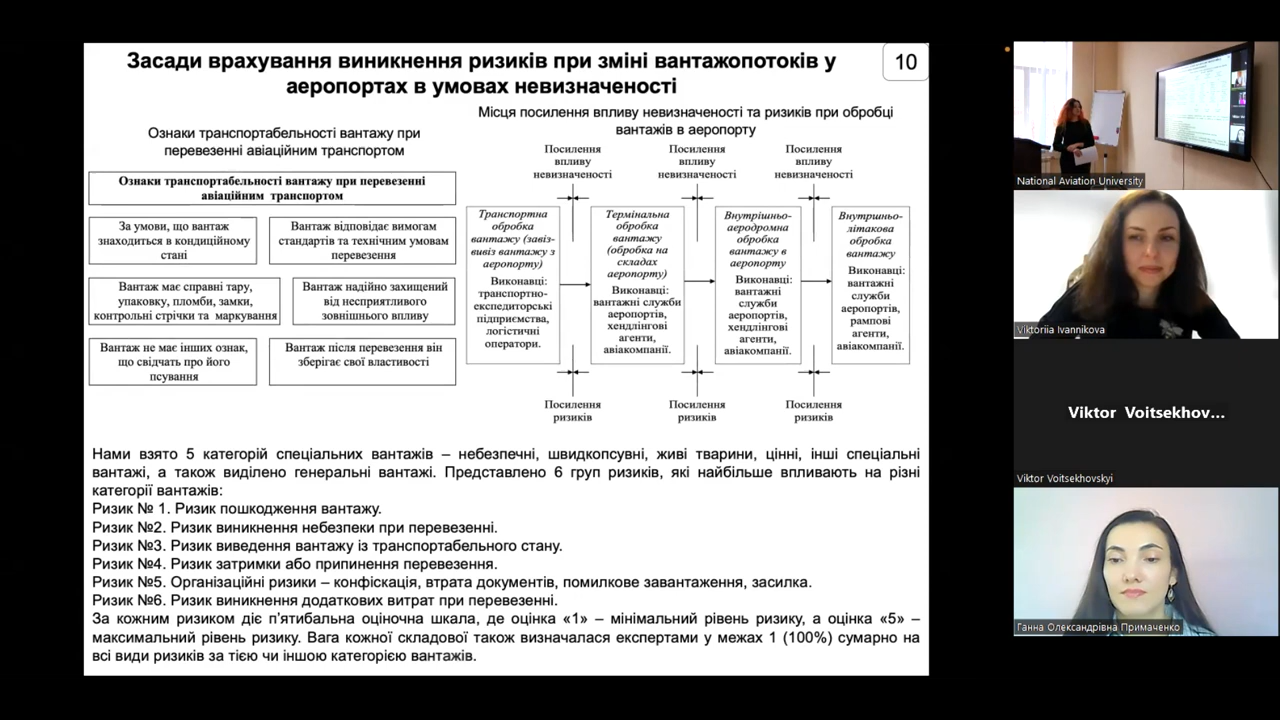 Засади врахування виникнення ризиків при зміні вантажопотоків у
аеропортах в умовах невизначеності
10
Ознаки транспортабельності вантажу при
перевезенні авіаційним транспортом
Ознаки транспортабельності вантажу при перевезенні
авіаційним транспортом
За умови, що вантаж
знаходиться в кондиційному
стані
Вантаж відповідає вимогам
стандартів та технічним умовам
перевезення
Вантаж має справні тару,
упаковку, пломби, замки,
контрольні стрічки та маркування
Вантаж надійно захищений
від несприятливого
зовнішнього впливу
Вантаж не має інших ознак,
що свідчать про його
псування
Вантаж після перевезення він
зберігає свої властивості
Місця посилення впливу невизначеності та ризиків при обробці
вантажів в аеропорту
Посилення
впливу
невизначеності
Посилення
впливу
невизначеності
Посилення
впливу
невизначеності
Транспортна
обробка
вантажу (завіз-
вивіз вантажу з
аеропорту)
Виконавці:
транспортно-
експедиторські
підприємства,
логістичні
оператори.
Термінальна
обробка
вантажу
(обробка на
складах
аеропорту)
Виконавці:
вантажні служби
аеропортів,
хендлінгові
агенти,
авіакомпанії.
Внутрішньо-
аеродромна
обробка
вантажу в
аеропорту
Виконавці:
вантажні
служби
аеропортів,
хендлінгові
агенти,
авіакомпанії.
Внутришньо-
літакова
обробка
вантажу
Виконавці:
вантажні
служби
аеропортів,
рампові
агенти,
авіакомпанії.
Посилення
ризиків
Посилення
ризиків
Посилення
ризиків
Нами взято 5 категорій спеціальних вантажів – небезпечні, швидкопсувні, живі тварини, цінні, інші спеціальні
вантажі, а також виділено генеральні вантажі. Представлено 6 груп ризиків, які найбільше впливають на різні
категорії вантажів:
Ризик № 1. Ризик пошкодження вантажу.
Ризик №2. Ризик виникнення небезпеки при перевезенні.
Ризик №3. Ризик виведення вантажу із транспортабельного стану.
Ризик №4. Ризик затримки або припинення перевезення.
Ризик №5. Організаційні ризики – конфіскація, втрата документів, помилкове завантаження, засилка.
Ризик №6. Ризик виникнення додаткових витрат при перевезенні.
За кожним ризиком діє п’ятибальна оціночна шкала, де оцінка «1» – мінімальний рівень ризику, а оцінка «5» –
максимальний рівень ризику. Вага кожної складової також визначалася експертами у межах 1 (100%) сумарно на
всі види ризиків за тією чи іншою категорією вантажів.
National Aviation University
Viktoriia Ivannikova
Viktor Voitsekhov...
Viktor Voitsekhovskyi
Ганна Олександрівна Примаченко